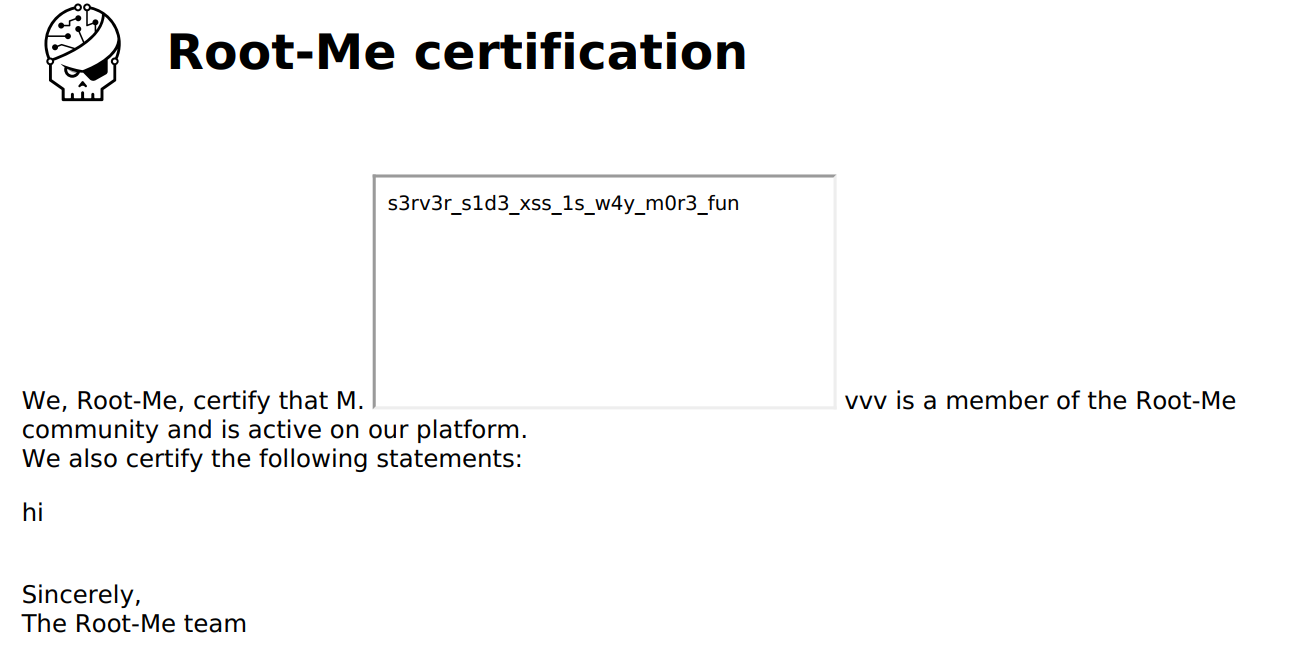 Root-Me certification
s3rv3r_s1d3_xss_1s_w4y_m0r3_fun
We, Root-Me, certify that M. vvv is a member of the Root-Me
community and is active on our platform.
We also certify the following statements:
hi
Sincerely,
The Root-Me team